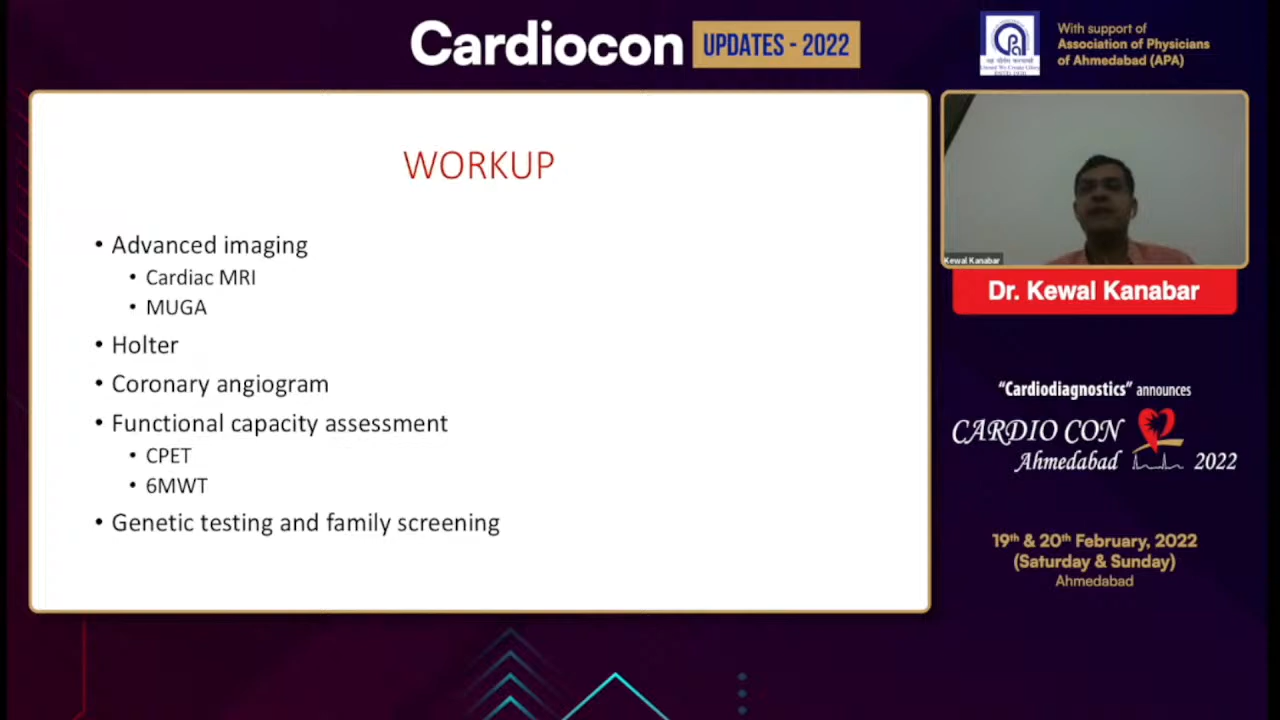 Cardiocon UPDATES - 2022
With support of
Association of Physicians
of Ahmedabad (APA)
WORKUP
• Advanced imaging
• Cardiac MRI
• MUGA
• Holter
• Coronary angiogram
• Functional capacity assessment
• CPET
• 6MWT
• Genetic testing and family screening
Kewal Kanabar
Dr. Kewal Kanabar
“Cardiodiagnostics” announces
CARDIO CON
Ahmedabad 2022
19th & 20th February, 2022
(Saturday & Sunday)
Ahmedabad